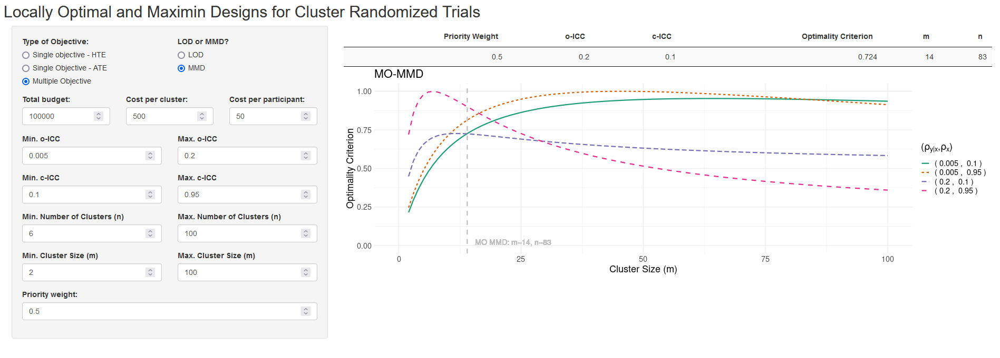 Locally Optimal and Maximin Designs for Cluster Randomized Trials
Type of Objective:
Single objective - HTE
Single Objective - ATE
Multiple Objective
LOD or MMD?
LOD
MMD
Total budget:
100000
Cost per cluster:
500
Cost per participant:
50
Min. o-ICC
0.005
Max. o-ICC
0.2
Min. c-ICC
0.1
Max. c-ICC
0.95
Min. Number of Clusters (n)
6
Max. Number of Clusters (n)
100
Min. Cluster Size (m)
2
Max. Cluster Size (m)
100
Priority weight:
0.5
Priority Weight o-ICC c-ICC Optimality Criterion m n
0.5 0.2 0.1 0.724 14 83
MO-MMD
Optimality Criterion
1.00
0.75
0.50
0.25
0.00
MO MMD: m=14, n=83
0 25 50 75 100
Cluster Size (m)
(ρy|x,ρx)
( 0.005 , 0.1 )
( 0.005 , 0.95 )
( 0.2 , 0.1 )
( 0.2 , 0.95 )